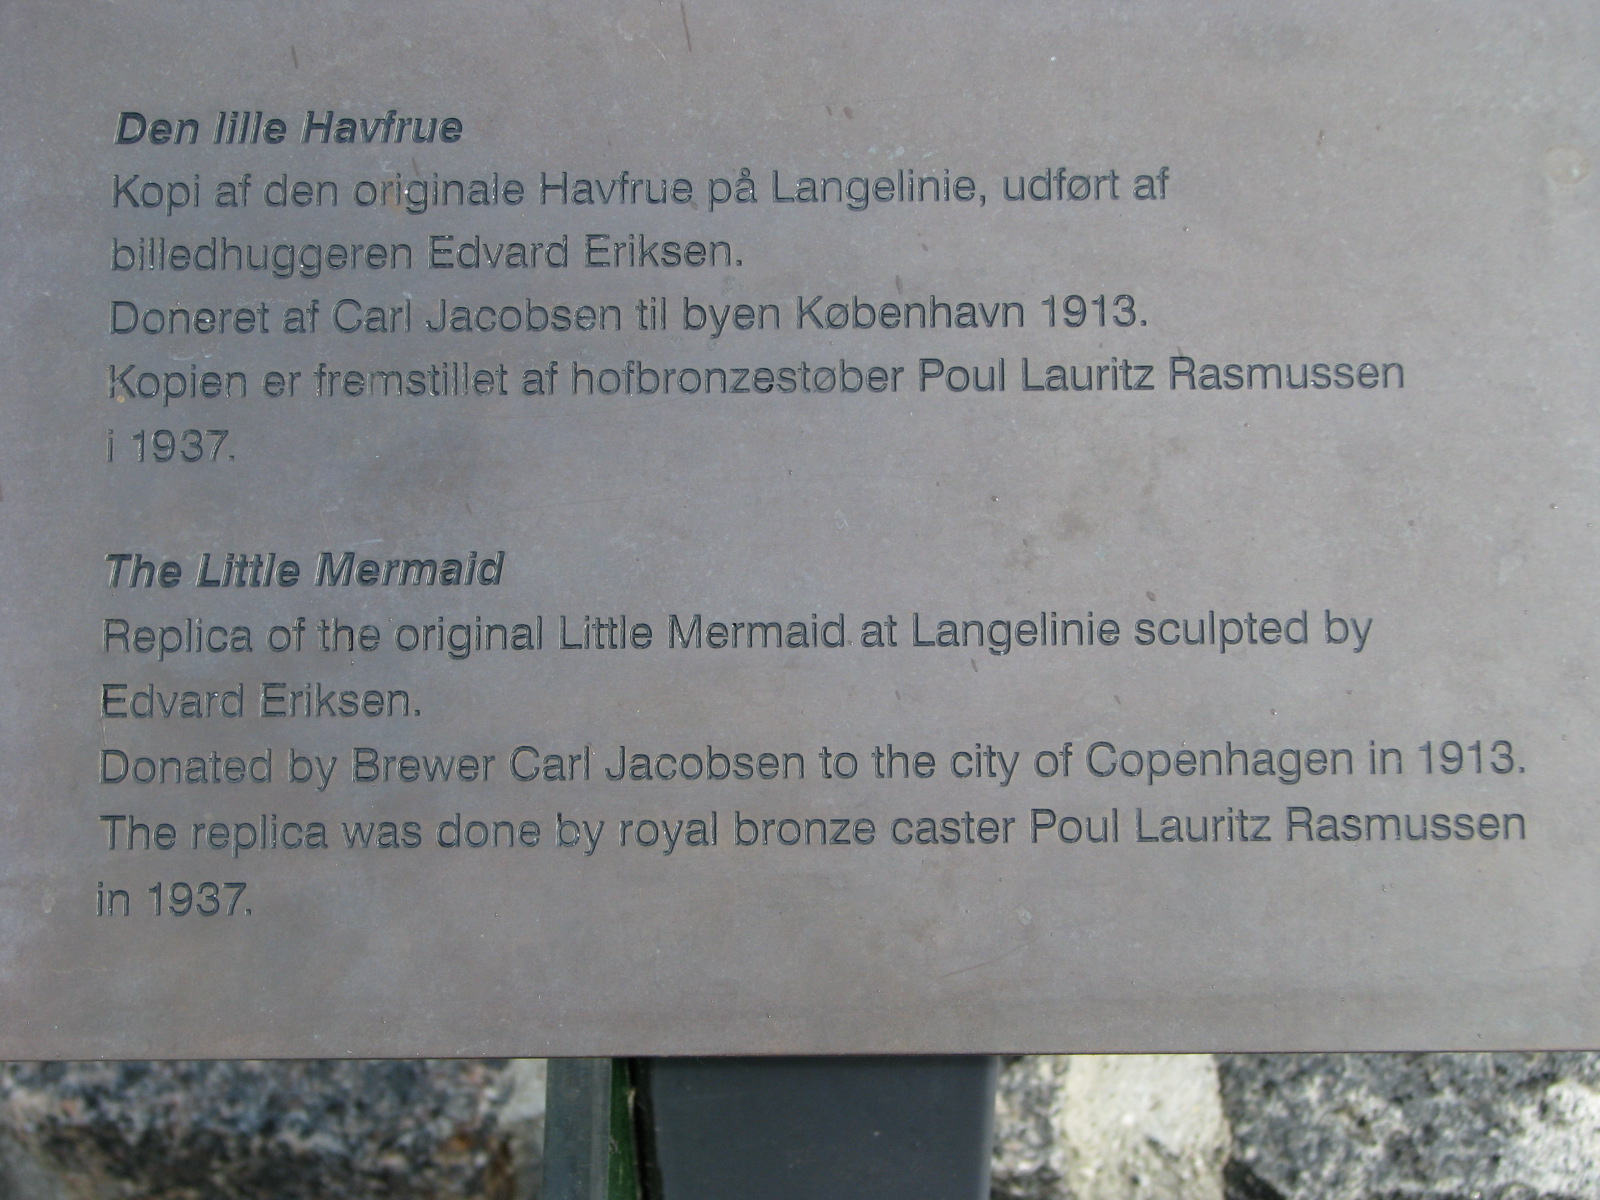 Den lille Havfrue
Kopi af den originale Havfrue på Langelinie, udført af
billedhuggeren Edvard Eriksen.
Doneret af Carl Jacobsen til byen København 1913.
Kopien er fremstillet af hofbronzestøber Poul Lauritz Rasmussen
i 1937.
The Little Mermaid
Replica of the original Little Mermaid at Langelinie sculpted by
Edvard Eriksen.
Donated by Brewer Carl Jacobsen to the city of Copenhagen in 1913.
The replica was done by royal bronze caster Poul Lauritz Rasmussen
in 1937.